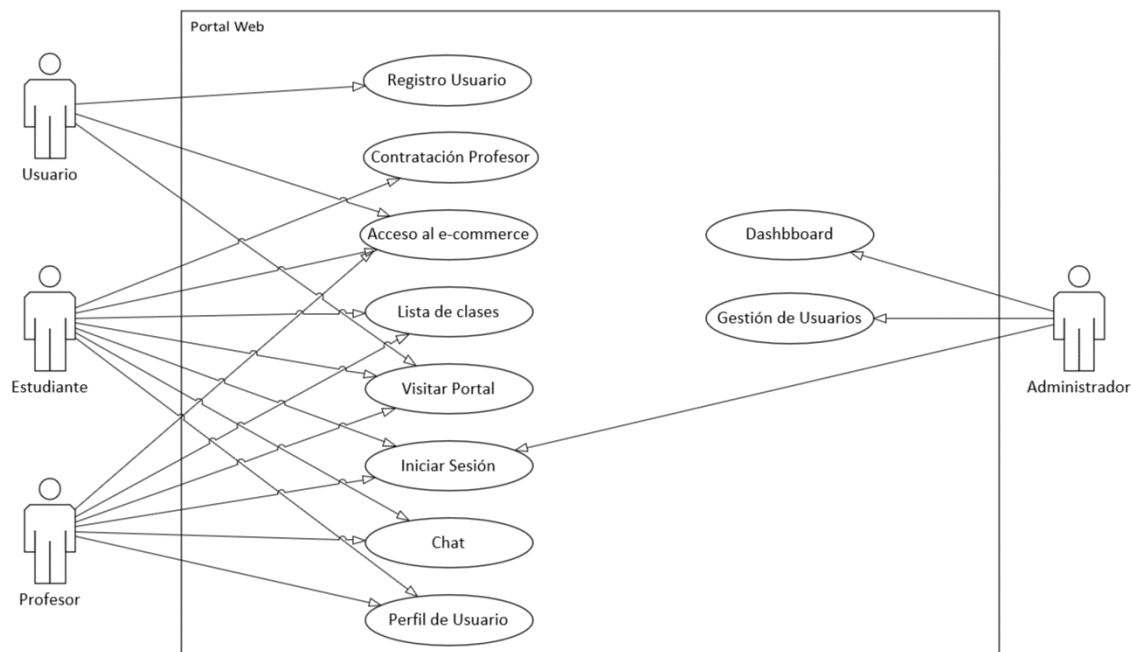 Portal Web
Registro Usuario
Usuario
Contratación Profesor
Acceso al e-commerce
Dashbboard
Lista de clases
Gestión de Usuarios
Estudiante
Visitar Portal
Administrador
Iniciar Sesión
Chat
Profesor
Perfil de Usuario